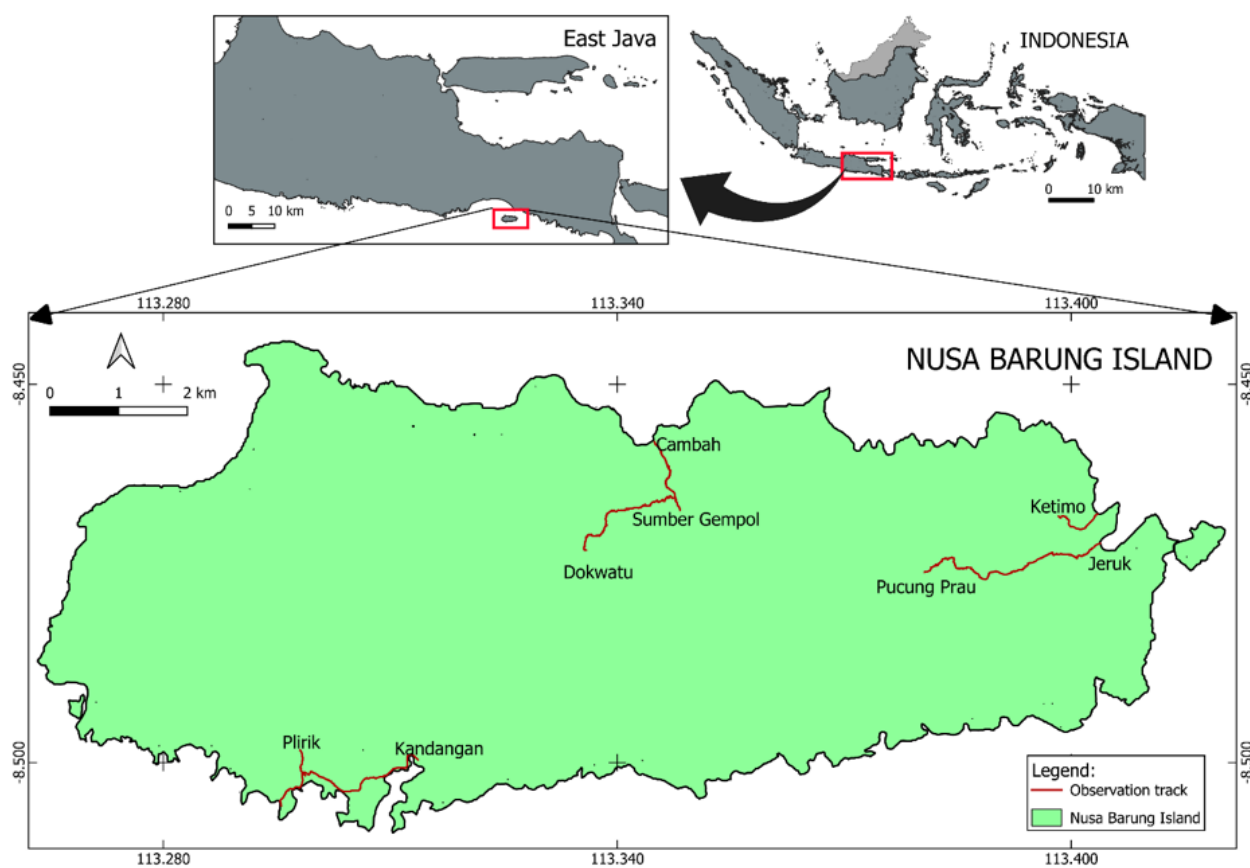 East Java
INDONESIA
0 5 10 km
0 10 km
113.280 113.340 113.400
NUSA BARUNG ISLAND
-8.450
-8.450
0 1 2 km
Cambah
Ketimo
Sumber Gempol
Jeruk
Dokwatu
Pucung Prau
Plirik
Kandangan
-8.500
-8.500
Legend:
Observation track
Nusa Barung Island
113.280 113.340 113.400